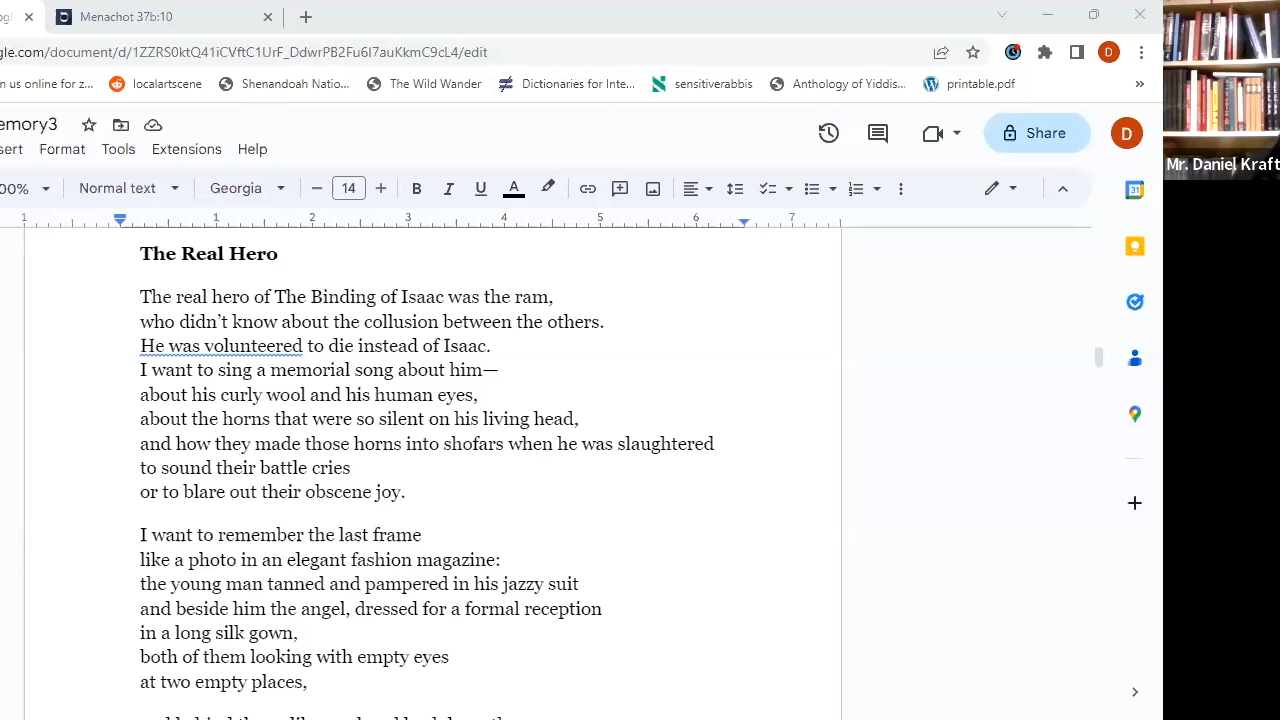 Menachot 37b:10
gle.com/document/d/1ZZRS0ktQ41iCVftC1UrF_DdwrPB2Fu6I7auKkmC9cL4/edit
n us online for z...
localartscene
Shenandoah Natio...
The Wild Wander
Dictionaries for Inte...
sensitiverabbis
Anthology of Yiddis...
printable.pdf
»
emory3
Share
D
sert Format Tools Extensions Help
00% Normal text Georgia − 14 + B I U A
1 1 2 3 4 5 6 7
Mr. Daniel Kraft
The Real Hero
The real hero of The Binding of Isaac was the ram,
who didn’t know about the collusion between the others.
He was volunteered to die instead of Isaac.
I want to sing a memorial song about him—
about his curly wool and his human eyes,
about the horns that were so silent on his living head,
and how they made those horns into shofars when he was slaughtered
to sound their battle cries
or to blare out their obscene joy.
I want to remember the last frame
like a photo in an elegant fashion magazine:
the young man tanned and pampered in his jazzy suit
and beside him the angel, dressed for a formal reception
in a long silk gown,
both of them looking with empty eyes
at two empty places,